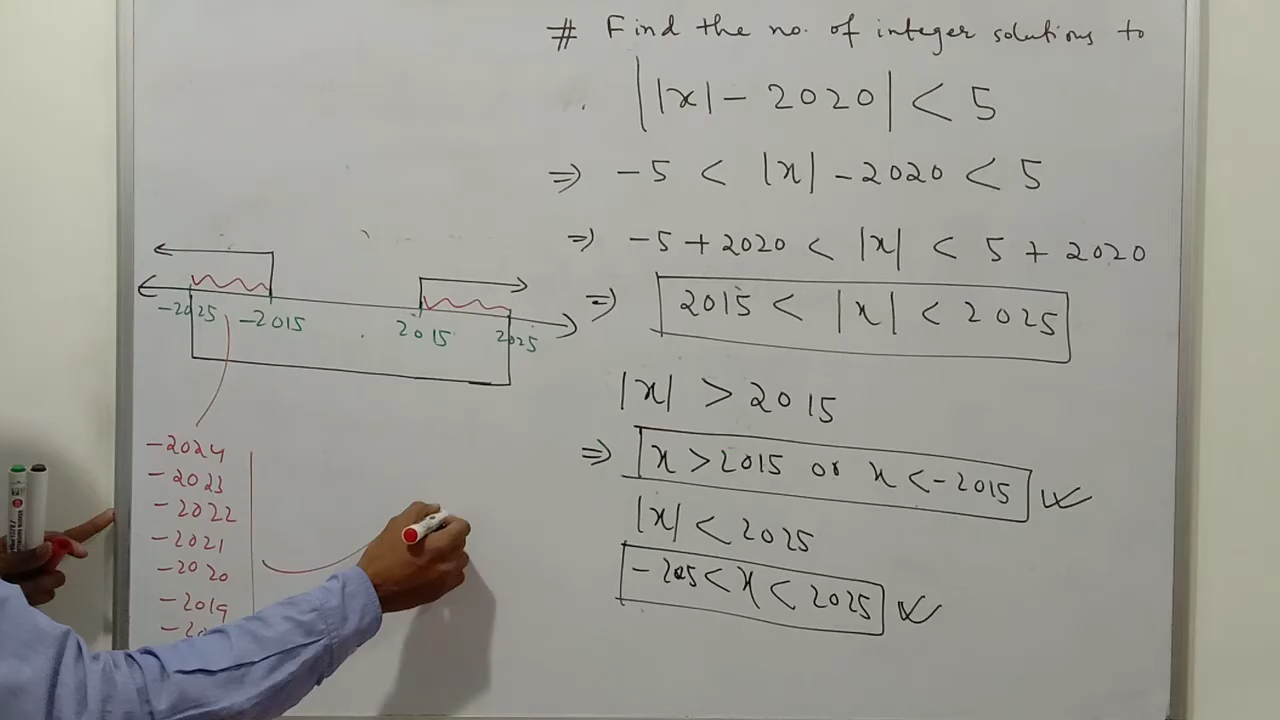 # Find the no. of integer solutions to
||x| - 2020| < 5
⇒ -5 < |x| - 2020 < 5
⇒ -5 + 2020 < |x| < 5 + 2020
⇒ 2015 < |x| < 2025
|x| > 2015
⇒ x > 2015 or x < -2015
|x| < 2025
-205 < x < 2025
-2025 -2015 2015 2025
-2024
-2023
-2022
-2021
-2020
-2019